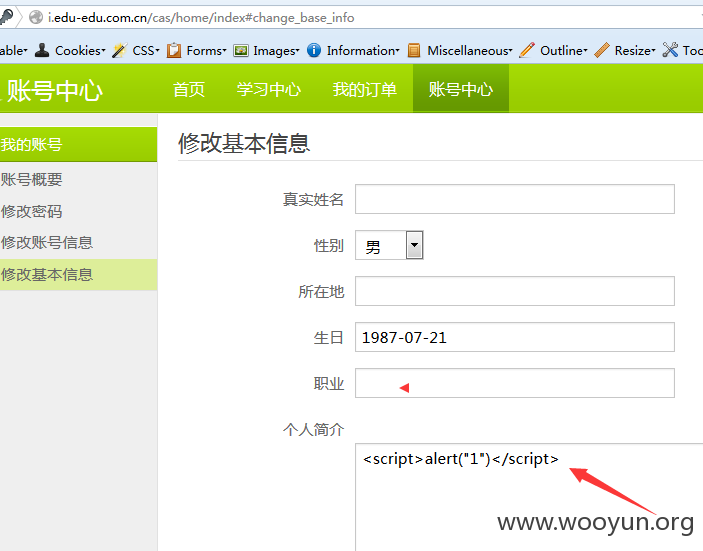 i.edu-edu.com.cn/cas/home/index#change_base_info
able Cookies CSS Forms Images Information Miscellaneous Outline Resize Too
账号中心 首页 学习中心 我的订单 账号中心
我的账号
账号概要
修改密码
修改账号信息
修改基本信息
修改基本信息
真实姓名
性别 男
所在地
生日 1987-07-21
职业
个人简介
<script>alert("1")</script>
www.wooyun.org